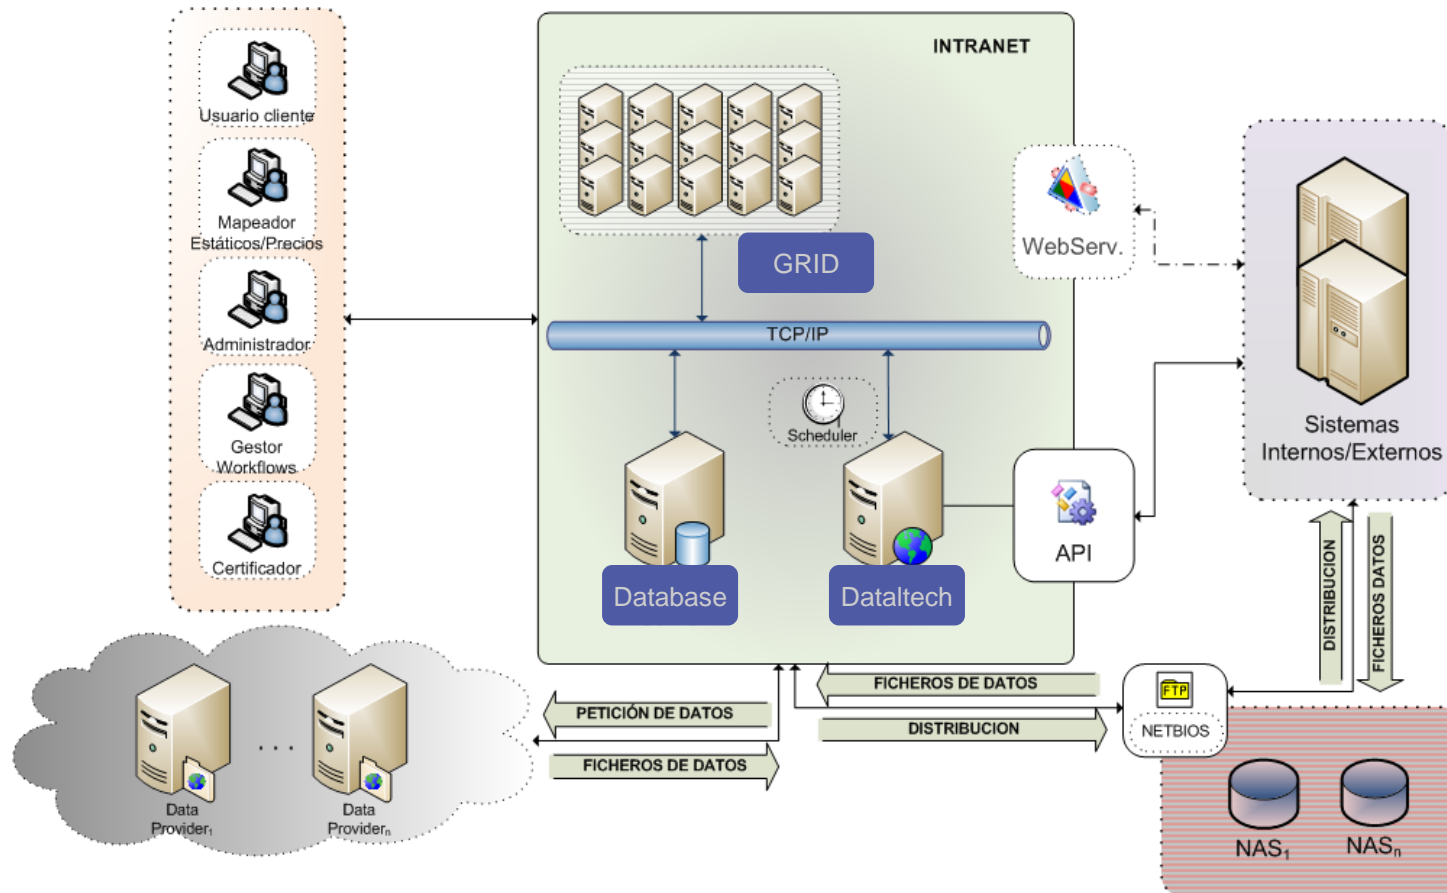 Usuario cliente
Mapeador
Estáticos/Precios
Administrador
Gestor
Workflows
Certificador
INTRANET
GRID
TCP/IP
Scheduler
Database
Dataltech
WebServ.
API
Sistemas
Internos/Externos
DISTRIBUCION
FICHEROS DE DATOS
FICHEROS DATOS
PETICIÓN DE DATOS
DISTRIBUCION
FICHEROS DE DATOS
FTP
NETBIOS
Data
Provider₁
. . .
Data
Providerₙ
NAS₁
NASₙ